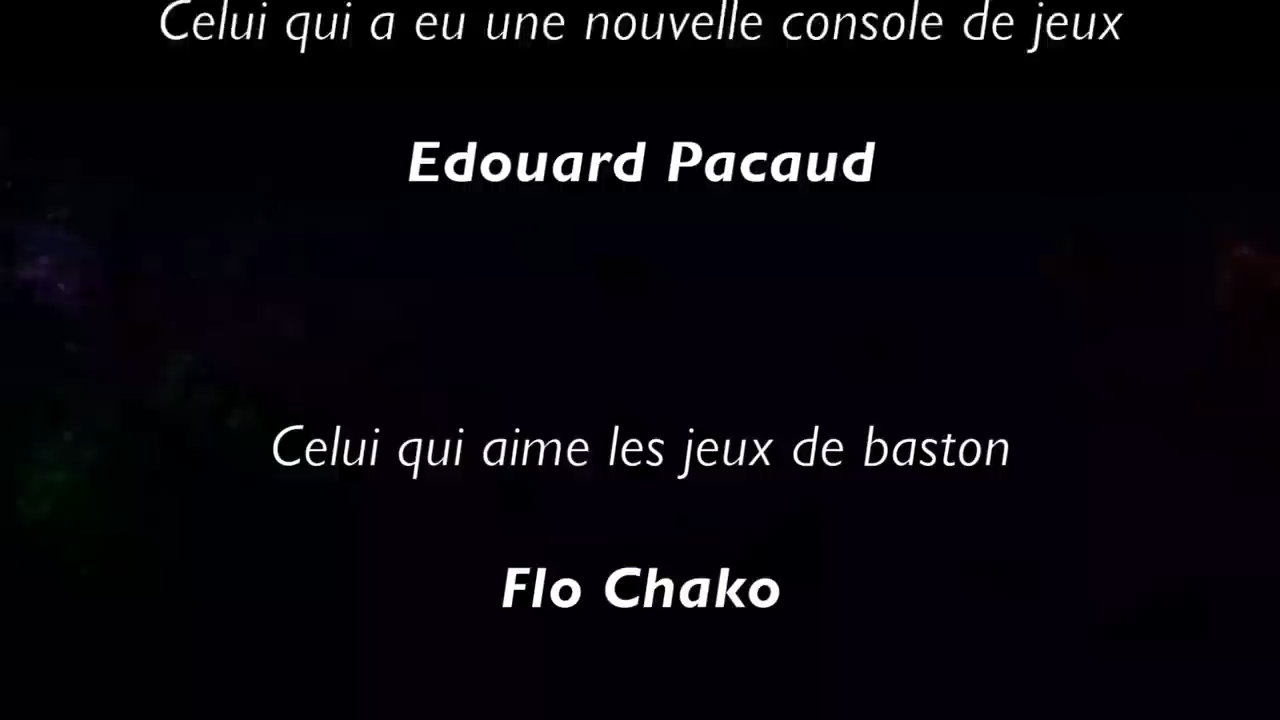 Celui qui a eu une nouvelle console de jeux
Edouard Pacaud
Celui qui aime les jeux de baston
Flo Chako